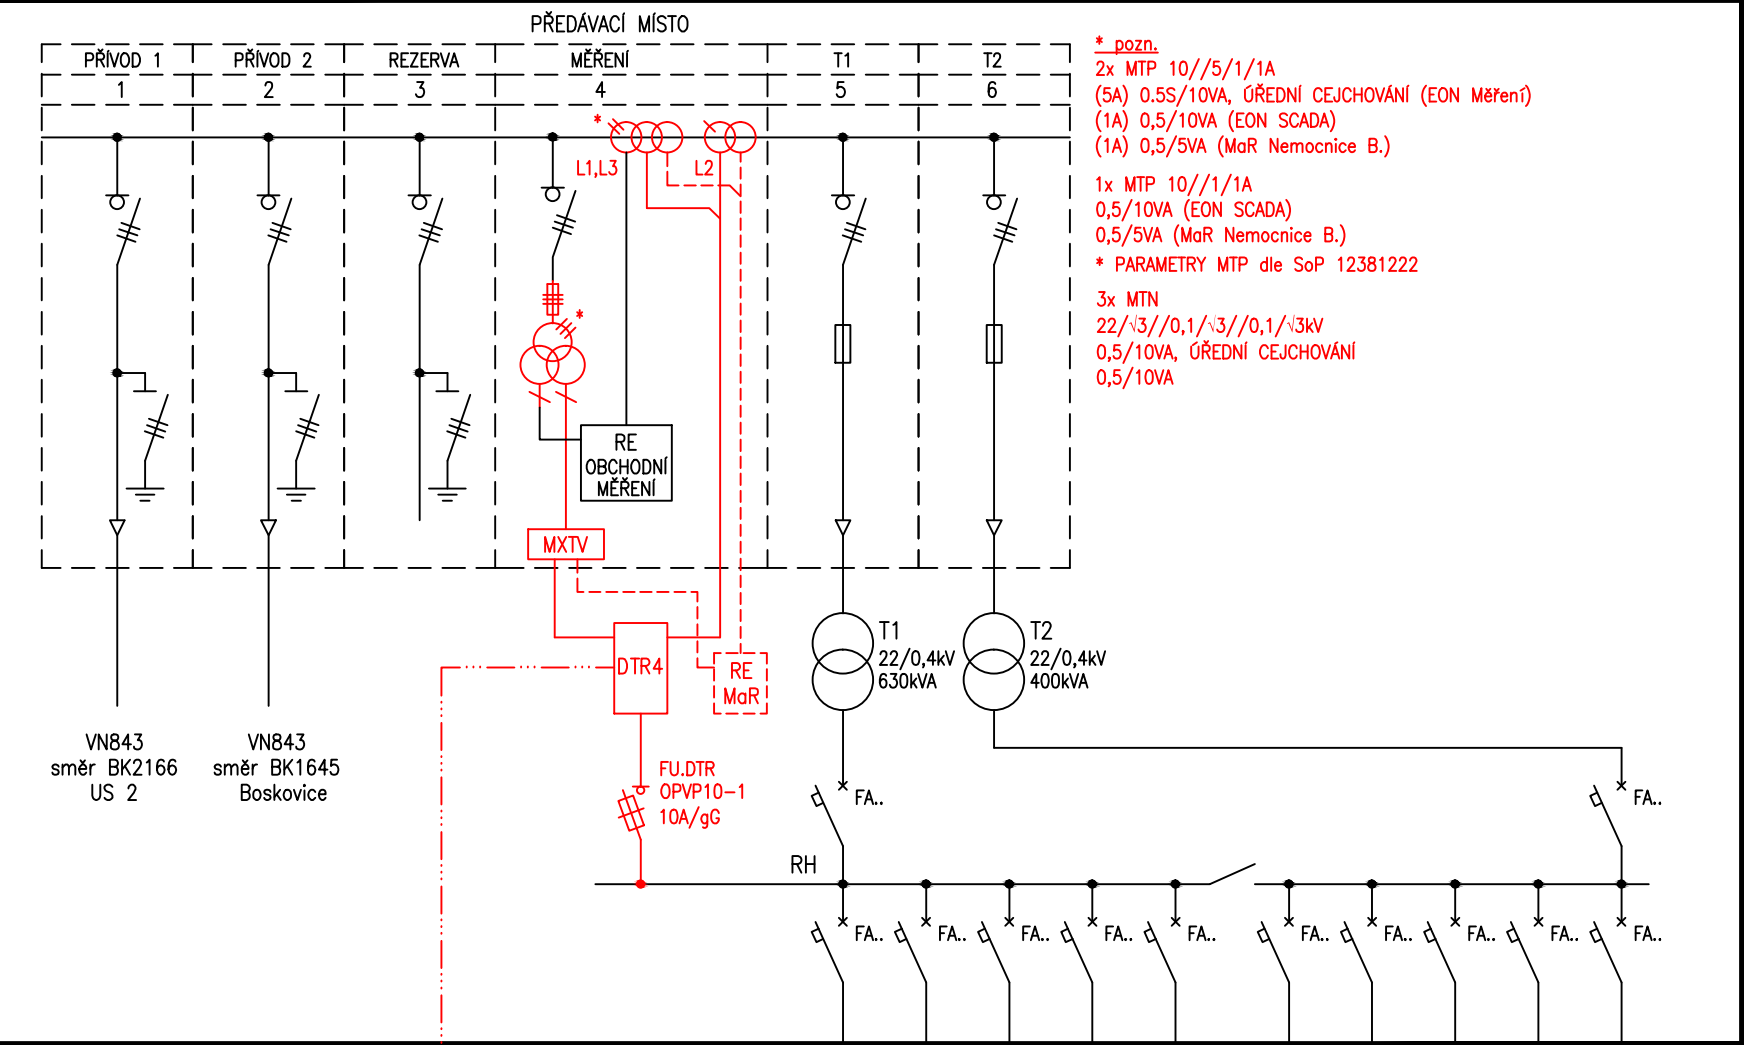 PŘEDÁVACÍ MÍSTO
PŘÍVOD 1
PŘÍVOD 2
REZERVA
MĚŘENÍ
T1
T2
1
2
3
4
5
6
*
L1,L3
L2
*
RE
OBCHODNÍ
MĚŘENÍ
MXTV
DTR4
RE
MaR
T1
22/0,4kV
630kVA
T2
22/0,4kV
400kVA
VN843
směr BK2166
US 2
VN843
směr BK1645
Boskovice
FU.DTR
OPVP10-1
10A/gG
RH
FA..
FA..
FA..
FA..
FA..
FA..
FA..
FA..
FA..
FA..
FA..
FA..
* pozn.
2x MTP 10//5/1/1A
(5A) 0.5S/10VA, ÚŘEDNÍ CEJCHOVÁNÍ (EON Měření)
(1A) 0,5/10VA (EON SCADA)
(1A) 0,5/5VA (MaR Nemocnice B.)
1x MTP 10//1/1A
0,5/10VA (EON SCADA)
0,5/5VA (MaR Nemocnice B.)
* PARAMETRY MTP dle SoP 12381222
3x MTN
22/√3//0,1/√3//0,1/√3kV
0,5/10VA, ÚŘEDNÍ CEJCHOVÁNÍ
0,5/10VA